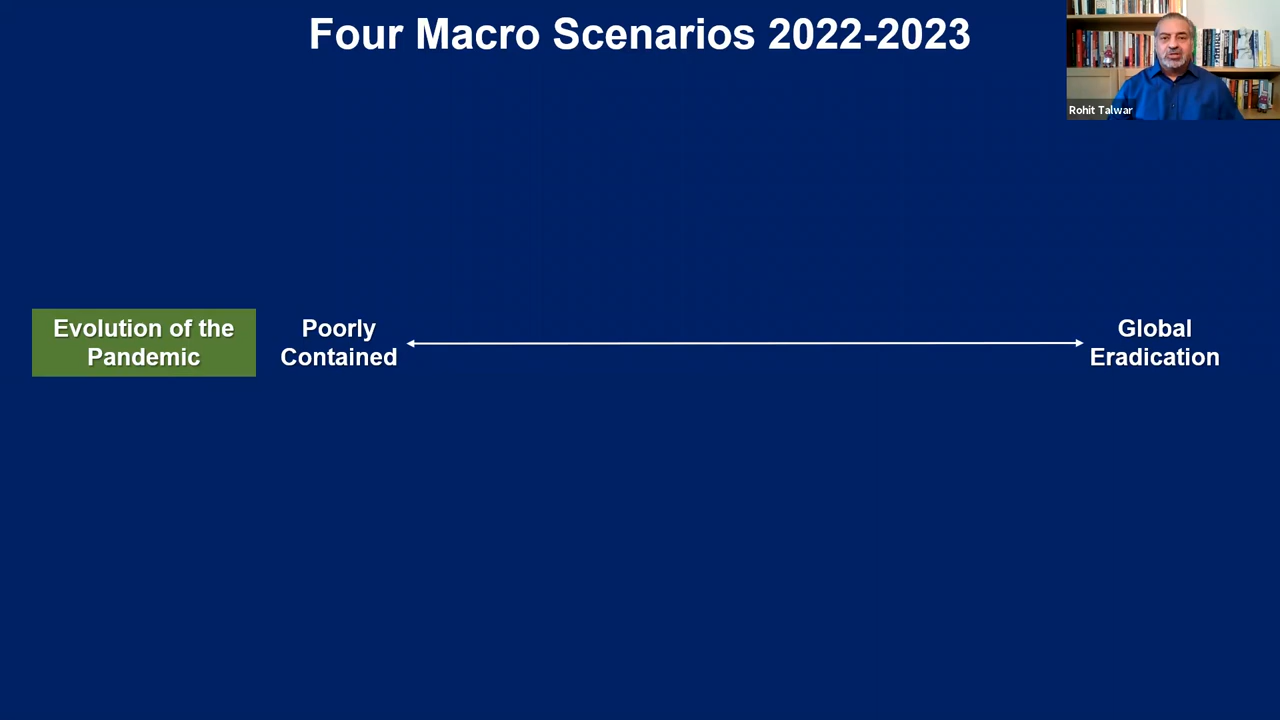 Four Macro Scenarios 2022-2023
Rohit Talwar
Evolution of the
Pandemic
Poorly
Contained
Global
Eradication